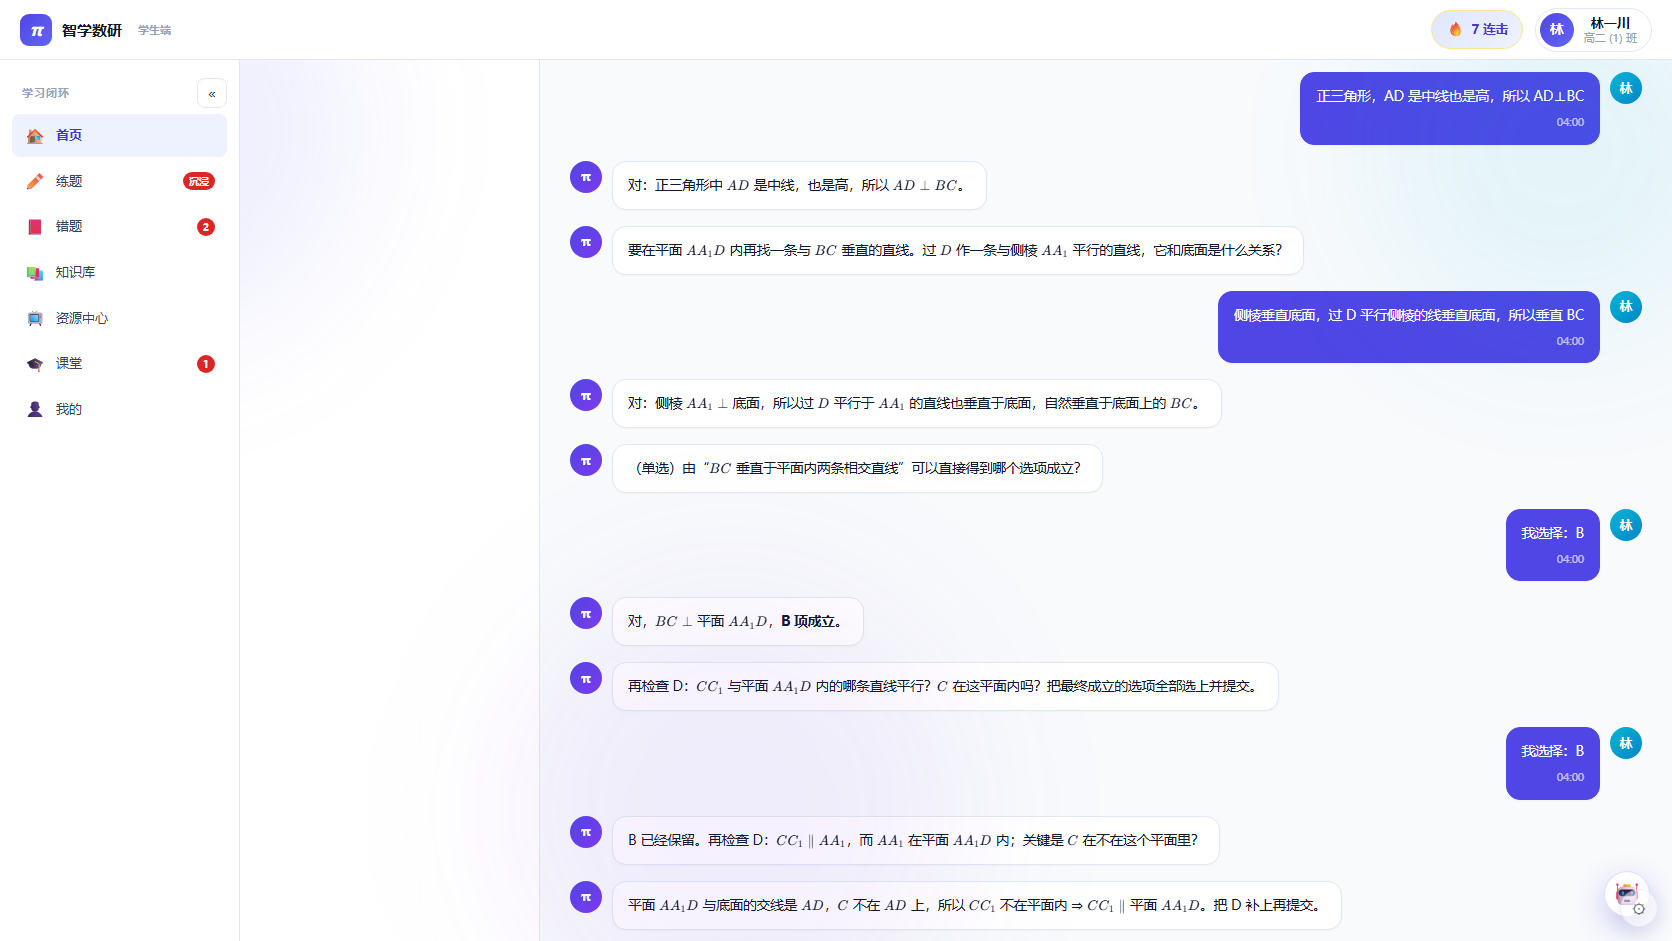 π 智学数研 学生端
7 连击
林 林一川
高二 (1) 班
学习闭环 «
首页
练题 沉浸
错题 2
知识库
资源中心
课堂 1
我的
正三角形，AD 是中线也是高，所以 AD⊥BC
04:00
林
π 对：正三角形中 AD 是中线，也是高，所以 AD ⊥ BC。
π 要在平面 AA₁D 内再找一条与 BC 垂直的直线。过 D 作一条与侧棱 AA₁ 平行的直线，它和底面是什么关系？
侧棱垂直底面，过 D 平行侧棱的线垂直底面，所以垂直 BC
04:00
林
π 对：侧棱 AA₁ ⊥ 底面，所以过 D 平行于 AA₁ 的直线也垂直于底面，自然垂直于底面上的 BC。
π （单选）由“BC 垂直于平面内两条相交直线”可以直接得到哪个选项成立？
我选择：B
04:00
林
π 对，BC ⊥ 平面 AA₁D，B 项成立。
π 再检查 D：CC₁ 与平面 AA₁D 内的哪条直线平行？C 在这平面内吗？把最终成立的选项全部选上并提交。
我选择：B
04:00
林
π B 已经保留。再检查 D：CC₁ ∥ AA₁，而 AA₁ 在平面 AA₁D 内；关键是 C 在不在这个平面里？
π 平面 AA₁D 与底面的交线是 AD，C 不在 AD 上，所以 CC₁ 不在平面内 ⇒ CC₁ ∥ 平面 AA₁D。把 D 补上再提交。